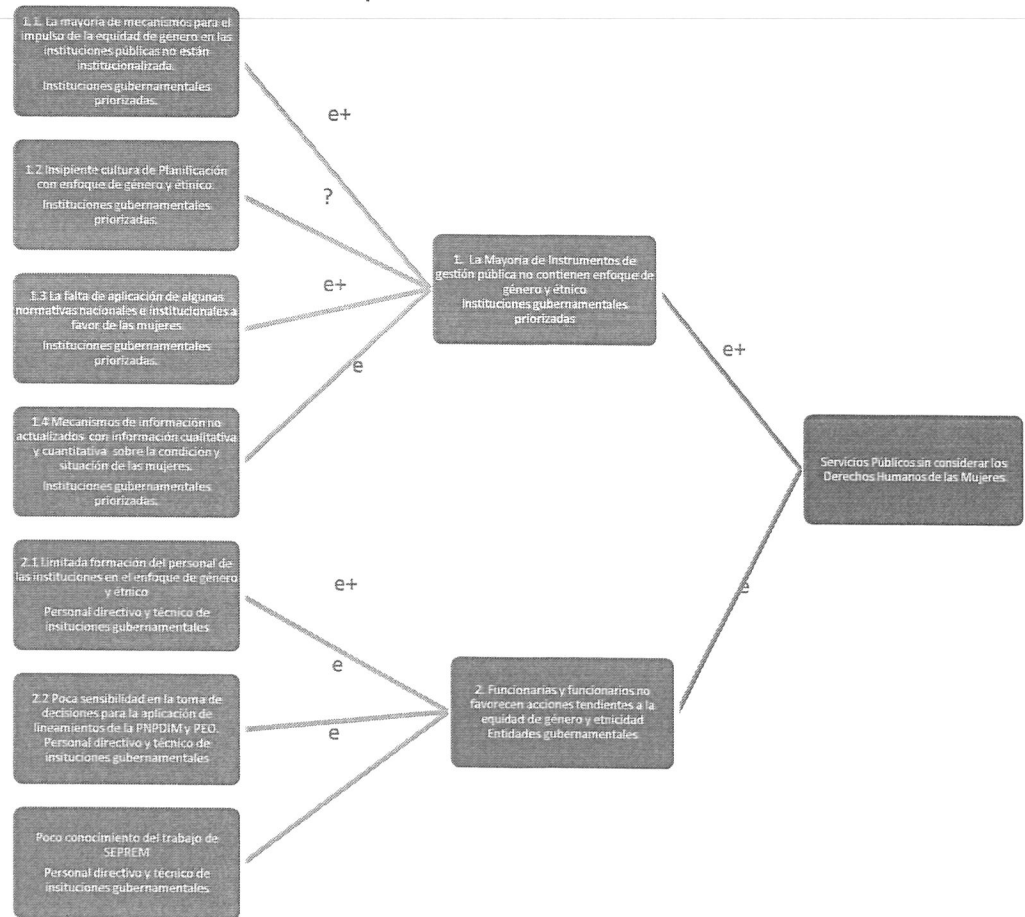 1.1. La mayoría de mecanismos para el
impulso de la equidad de género en las
instituciones públicas no están
institucionalizada.
Instituciones gubernamentales
priorizadas.
e+
1.2 Insipiente cultura de Planificación
con enfoque de género y étinico.
Instituciones gubernamentales
priorizadas.
?
1.3 La falta de aplicación de algunas
normativas nacionales e institucionales a
favor de las mujeres
Instituciones gubernamentales
priorizadas.
e+
1.4 Mecanismos de información no
actualizados con información cualitativa
y cuantitativa sobre la condicion y
situación de las mujeres.
Instituciones gubernamentales
priorizadas.
e
1. La Mayoría de Instrumentos de
gestión pública no contienen enfoque de
género y étnico
Instituciones gubernamentales
priorizadas
e+
2.1 Limitada formación del personal de
las instituciones en el enfoque de género
y étnico
Personal directivo y técnico de
insituciones gubernamentales
e+
2.2 Poca sensibilidad en la toma de
decisiones para la aplicación de
lineamientos de la PNPDIM y PEO.
Personal directivo y técnico de
insituciones gubernamentales
e
Poco conocimiento del trabajo de
SEPREM
Personal directivo y técnico de
insituciones gubernamentales
e
2. Funcionarias y funcionarios no
favorecen acciones tendientes a la
equidad de género y etnicidad
Entidades gubernamentales
e
Servicios Públicos sin considerar los
Derechos Humanos de las Mujeres